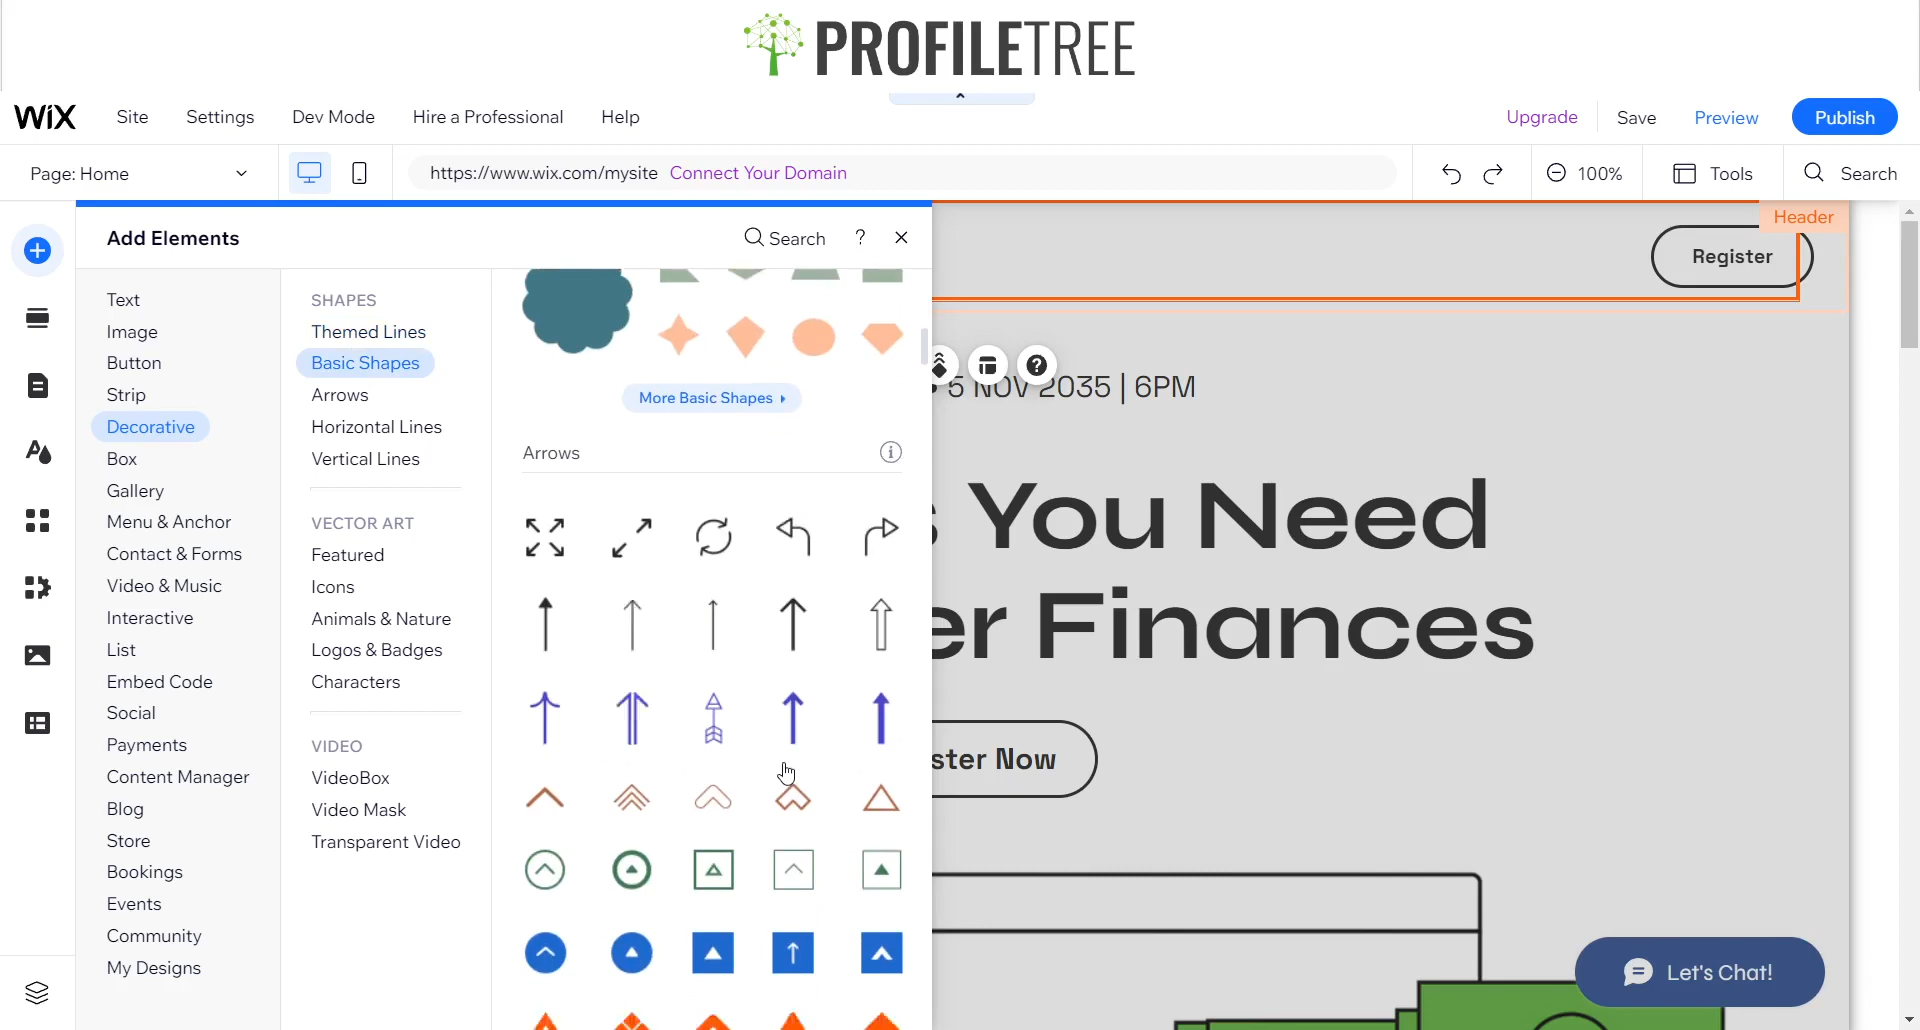 PROFILETREE
WiX Site Settings Dev Mode Hire a Professional Help Upgrade Save Preview Publish
Page: Home https://www.wix.com/mysite Connect Your Domain 100% Tools Search
Add Elements Search ?
Header
Register
Text
Image
Button
Strip
Decorative
Box
Gallery
Menu & Anchor
Contact & Forms
Video & Music
Interactive
List
Embed Code
Social
Payments
Content Manager
Blog
Store
Bookings
Events
Community
My Designs
SHAPES
Themed Lines
Basic Shapes
Arrows
Horizontal Lines
Vertical Lines
VECTOR ART
Featured
Icons
Animals & Nature
Logos & Badges
Characters
VIDEO
VideoBox
Video Mask
Transparent Video
More Basic Shapes
Arrows
5 NOV 2035 | 6PM
s You Need
er Finances
ster Now
Let's Chat!